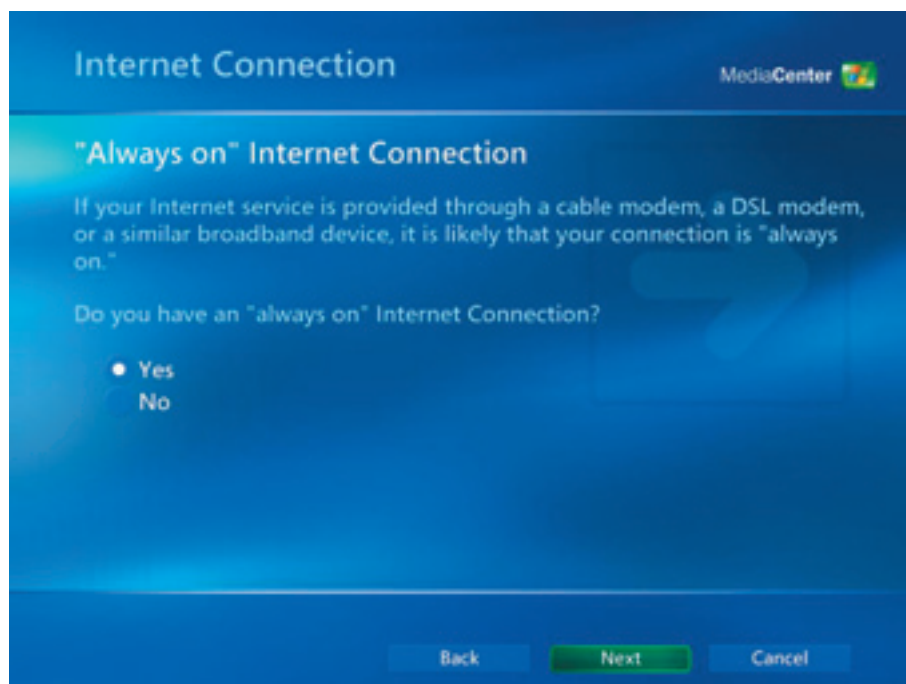 Internet Connection
MediaCenter
"Always on" Internet Connection
If your Internet service is provided through a cable modem, a DSL modem,
or a similar broadband device, it is likely that your connection is "always
on."
Do you have an "always on" Internet Connection?
Yes
No
Back Next Cancel